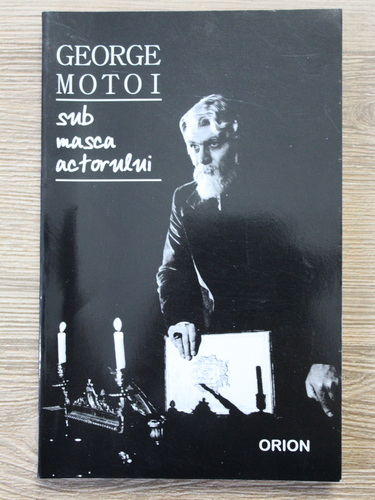 GEORGE
MOTOI
sub
masca
actorului
ORION